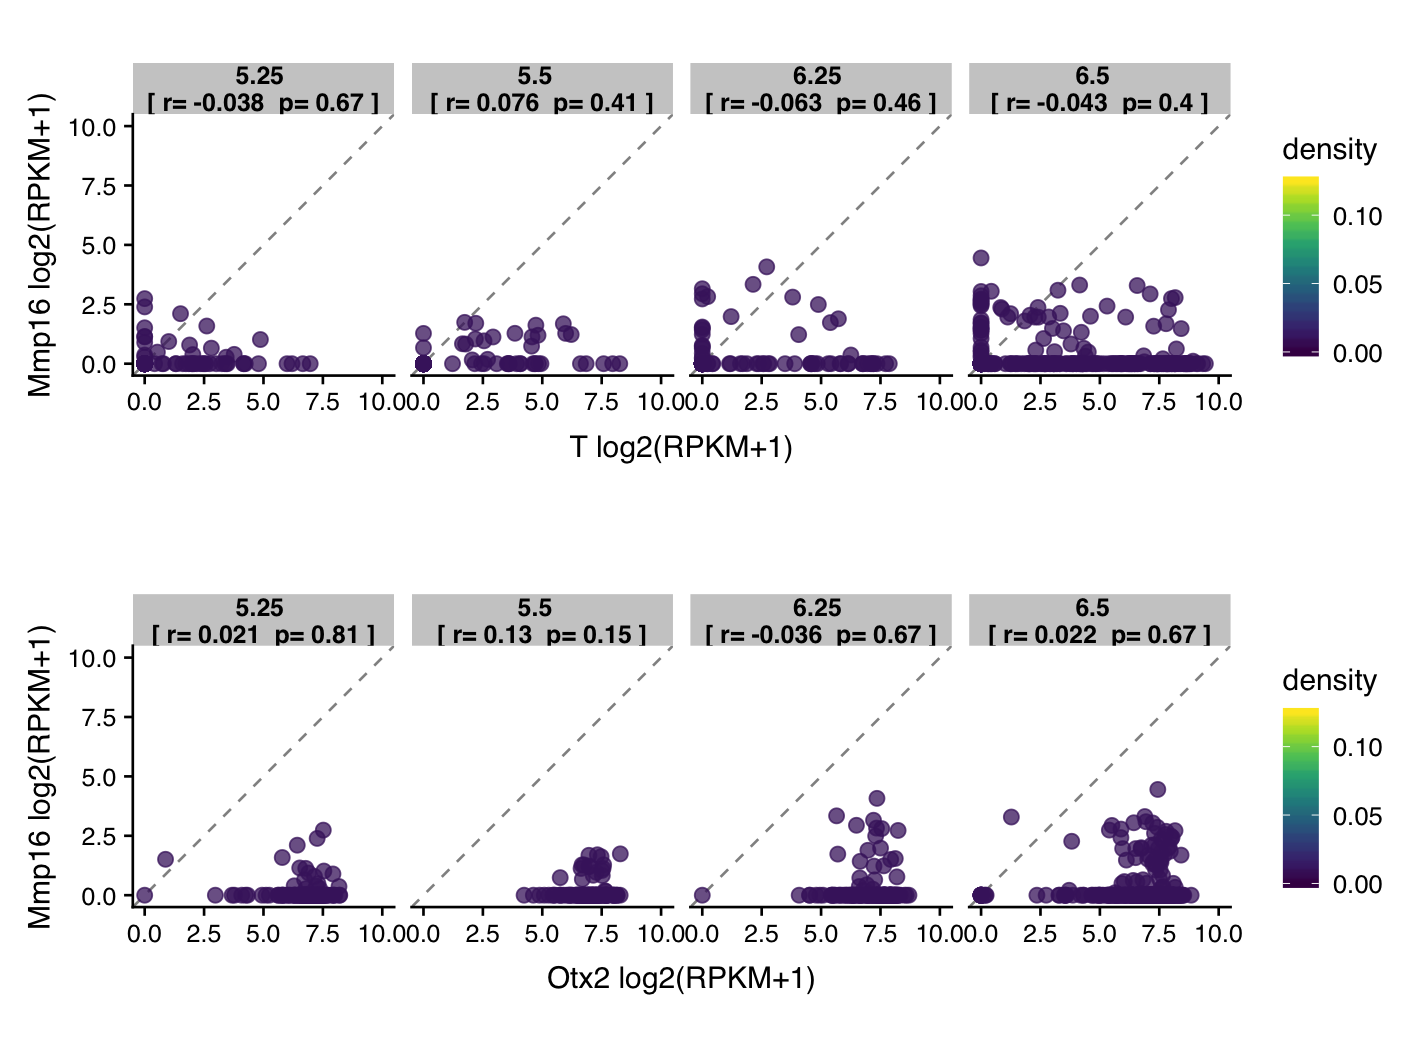 5.25
[ r= -0.038 p= 0.67 ]
5.5
[ r= 0.076 p= 0.41 ]
6.25
[ r= -0.063 p= 0.46 ]
6.5
[ r= -0.043 p= 0.4 ]
Mmp16 log2(RPKM+1)
10.0
7.5
5.0
2.5
0.0
0.0 2.5 5.0 7.5 10.0
0.0 2.5 5.0 7.5 10.0
0.0 2.5 5.0 7.5 10.0
0.0 2.5 5.0 7.5 10.0
T log2(RPKM+1)
density
0.10
0.05
0.00
5.25
[ r= 0.021 p= 0.81 ]
5.5
[ r= 0.13 p= 0.15 ]
6.25
[ r= -0.036 p= 0.67 ]
6.5
[ r= 0.022 p= 0.67 ]
Mmp16 log2(RPKM+1)
10.0
7.5
5.0
2.5
0.0
0.0 2.5 5.0 7.5 10.0
0.0 2.5 5.0 7.5 10.0
0.0 2.5 5.0 7.5 10.0
0.0 2.5 5.0 7.5 10.0
Otx2 log2(RPKM+1)
density
0.10
0.05
0.00